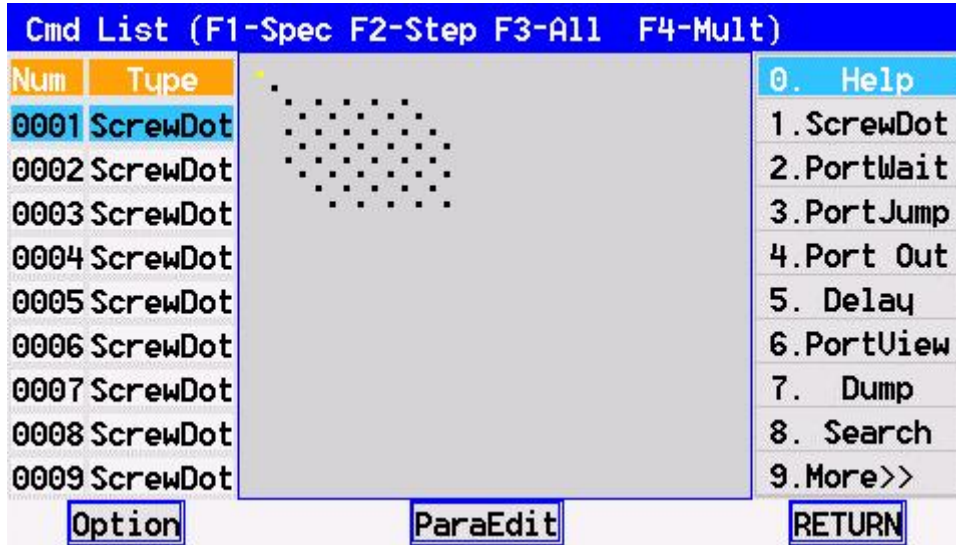 Cmd List (F1-Spec F2-Step F3-All F4-Mult)
Num Type
0001 ScrewDot
0002 ScrewDot
0003 ScrewDot
0004 ScrewDot
0005 ScrewDot
0006 ScrewDot
0007 ScrewDot
0008 ScrewDot
0009 ScrewDot
0. Help
1.ScrewDot
2.PortWait
3.PortJump
4.Port Out
5. Delay
6.PortView
7. Dump
8. Search
9.More>>
Option
ParaEdit
RETURN